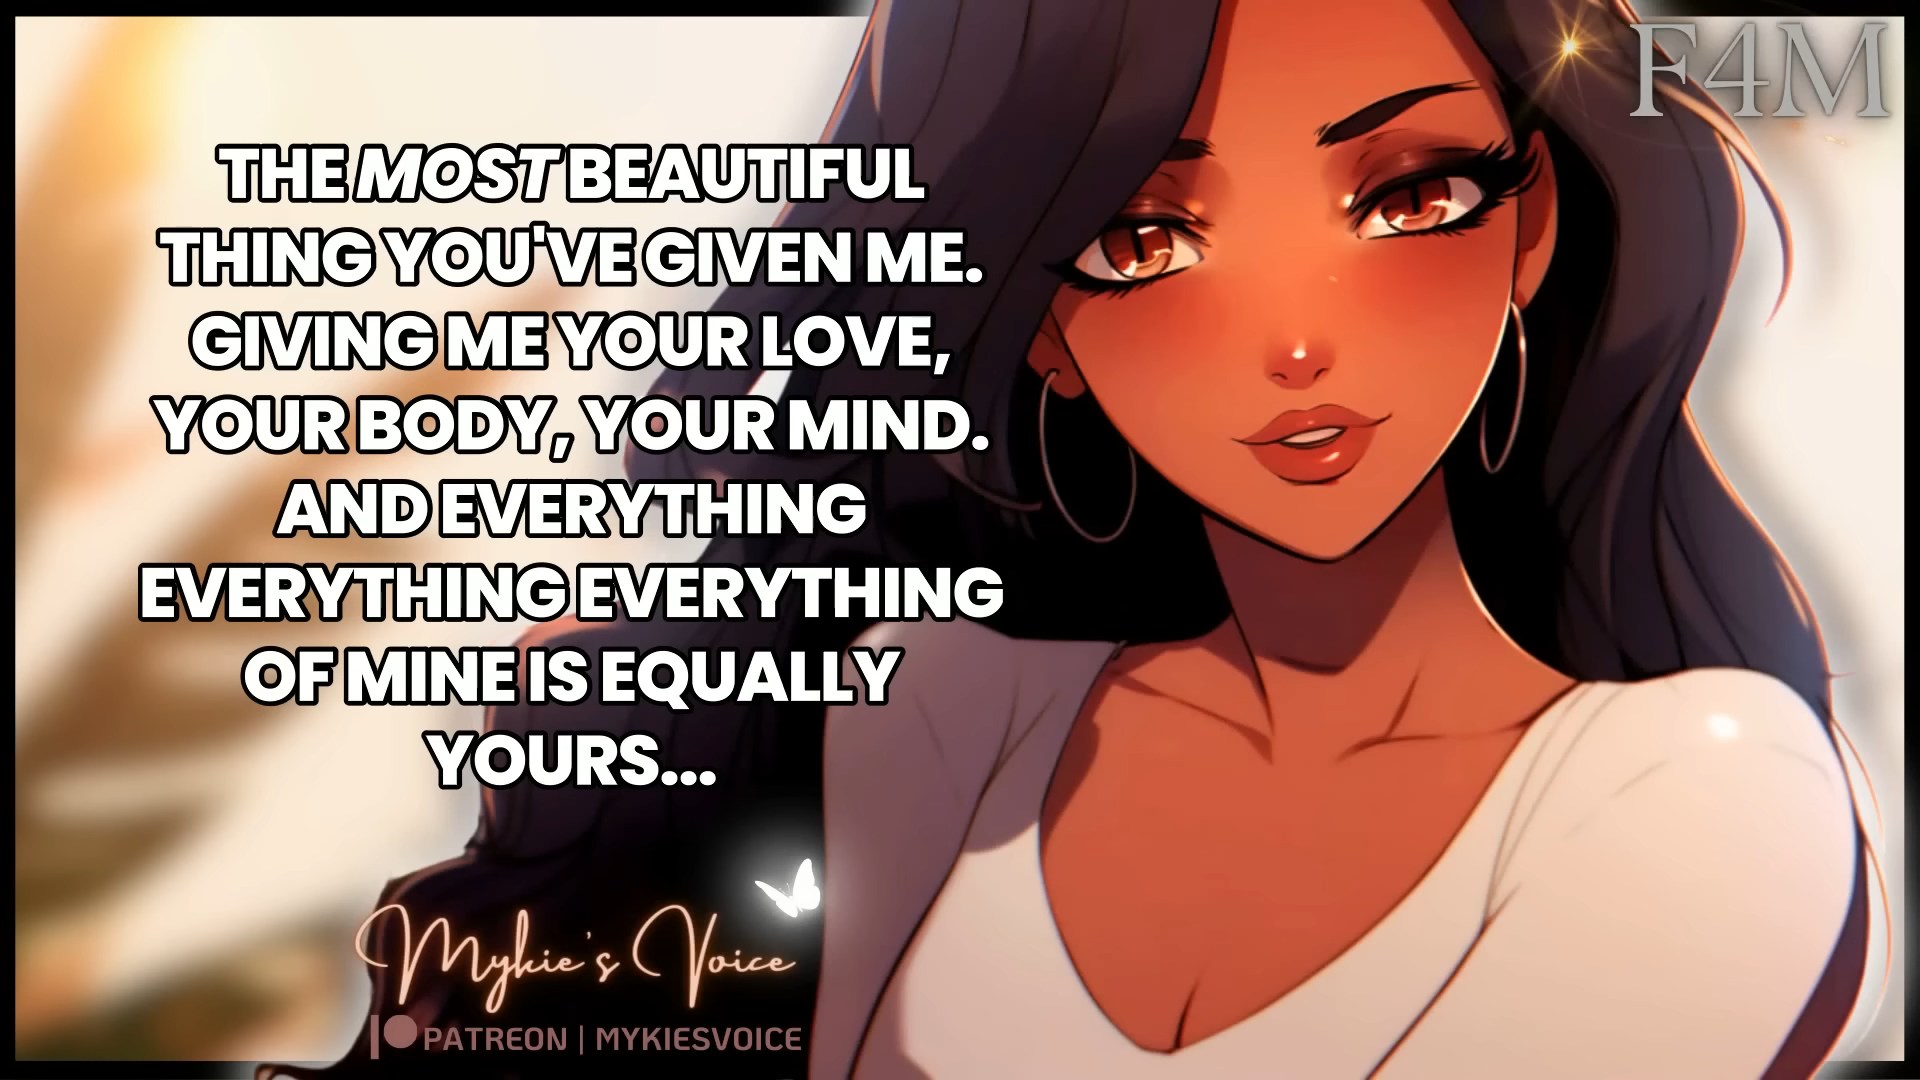 F4M
THE MOST BEAUTIFUL
THING YOU'VE GIVEN ME.
GIVING ME YOUR LOVE,
YOUR BODY, YOUR MIND.
AND EVERYTHING
EVERYTHING EVERYTHING
OF MINE IS EQUALLY
YOURS...
Mykie's Voice
PATREON | MYKIESVOICE